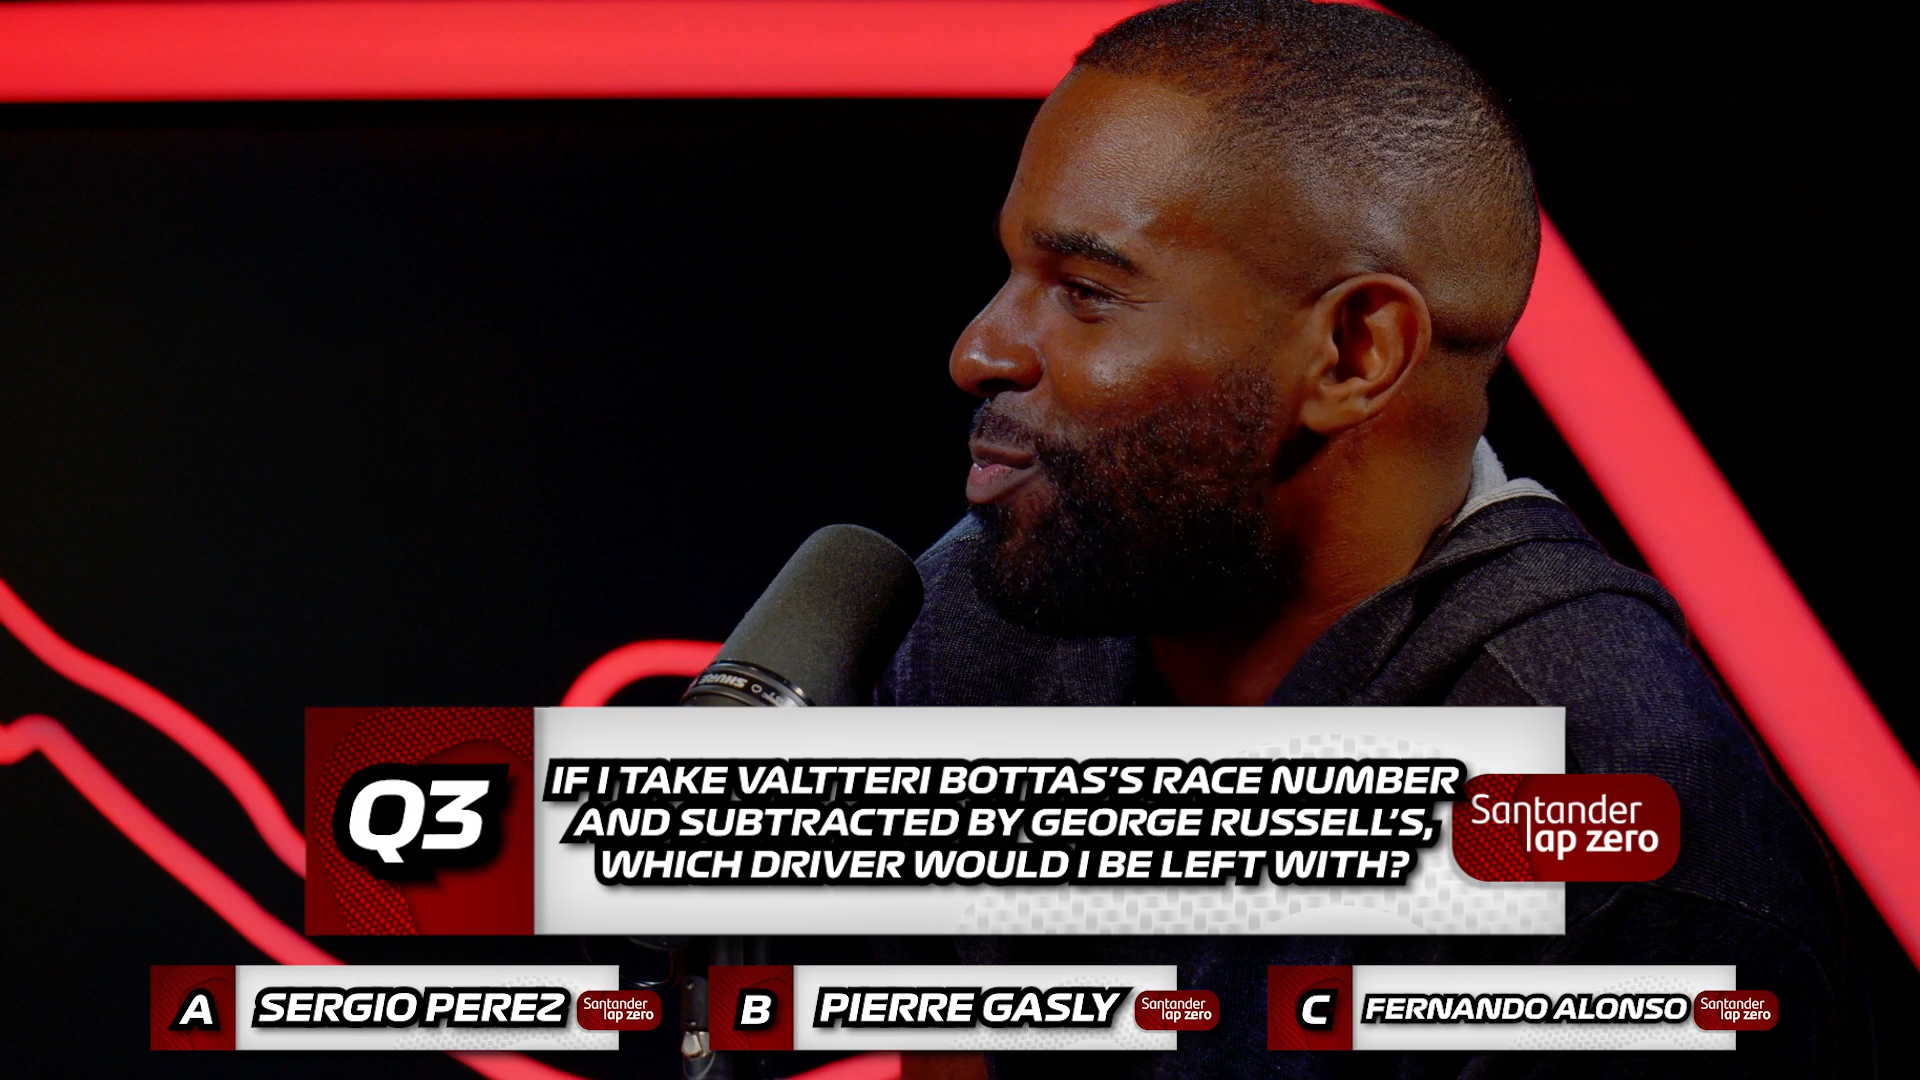 SHURE
Q3
IF I TAKE VALTTERI BOTTAS'S RACE NUMBER
AND SUBTRACTED BY GEORGE RUSSELL'S,
WHICH DRIVER WOULD I BE LEFT WITH?
Santander
lap zero
A
SERGIO PEREZ
Santander
lap zero
B
PIERRE GASLY
Santander
lap zero
C
FERNANDO ALONSO
Santander
lap zero